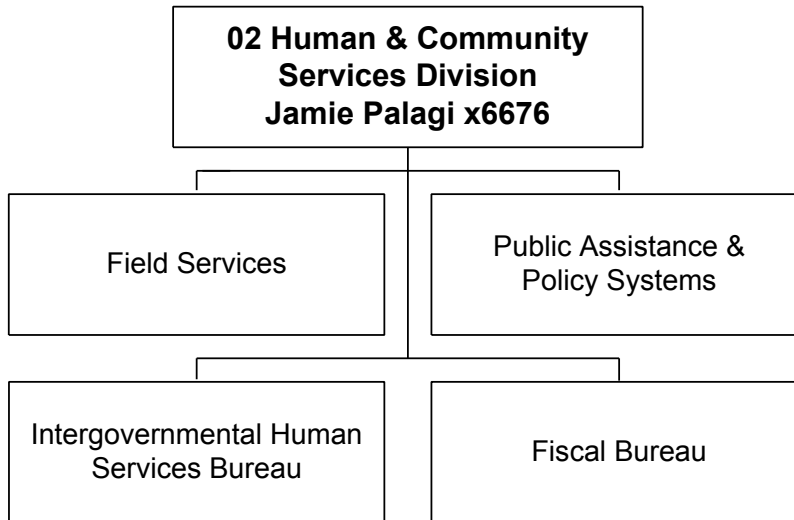 02 Human & Community
Services Division
Jamie Palagi x6676
Field Services
Public Assistance &
Policy Systems
Intergovernmental Human
Services Bureau
Fiscal Bureau